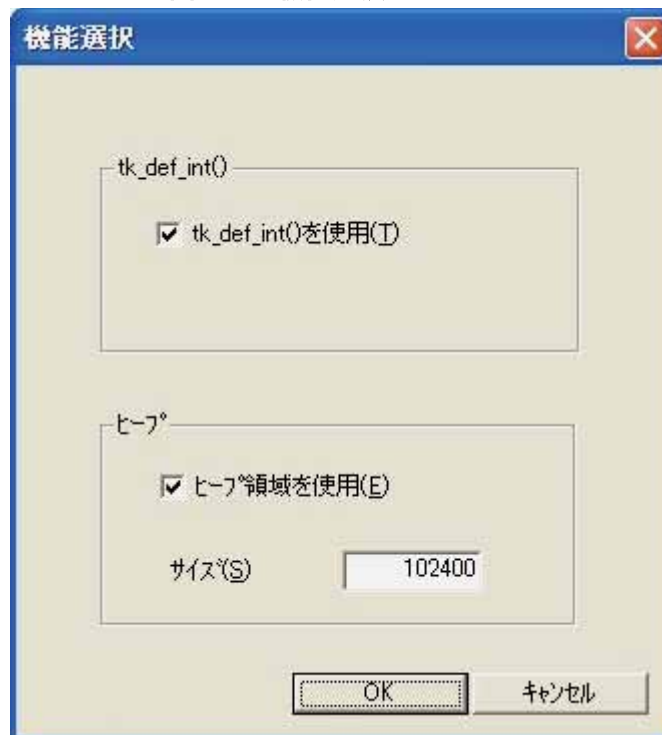 機能選択
tk_def_int()
tk_def_int()を使用(T)
ﾋｰﾌﾟ
ﾋｰﾌﾟ領域を使用(E)
ｻｲｽﾞ(S)
102400
OK
ｷｬﾝｾﾙ